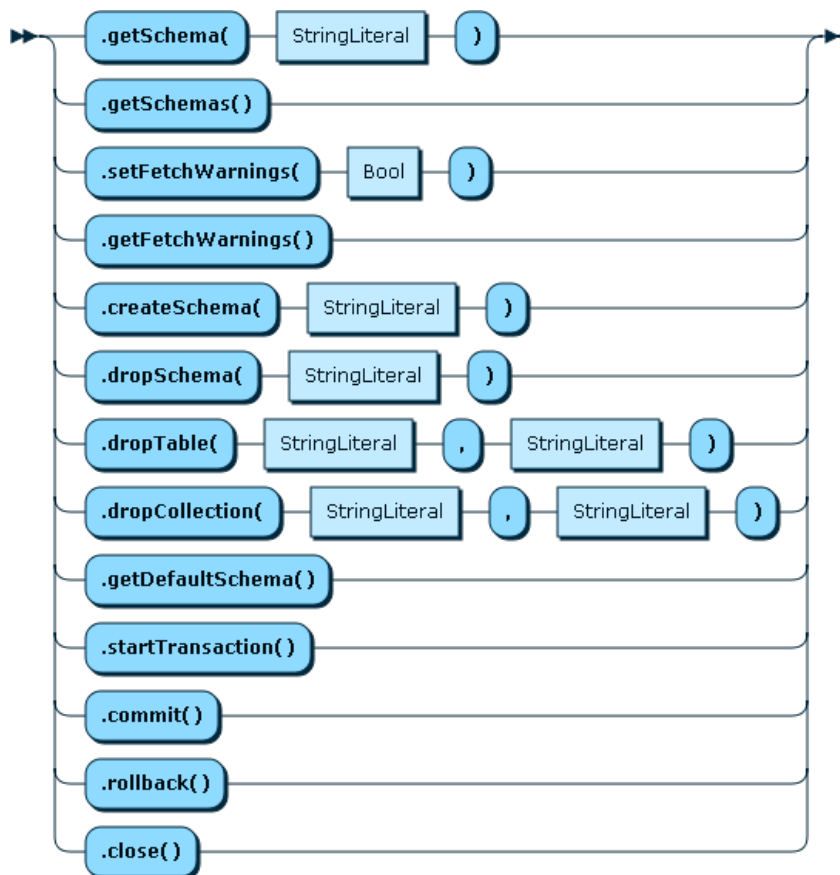 .getSchema( StringLiteral )
.getSchemas()
.setFetchWarnings( Bool )
.getFetchWarnings()
.createSchema( StringLiteral )
.dropSchema( StringLiteral )
.dropTable( StringLiteral , StringLiteral )
.dropCollection( StringLiteral , StringLiteral )
.getDefaultSchema()
.startTransaction()
.commit()
.rollback()
.close()